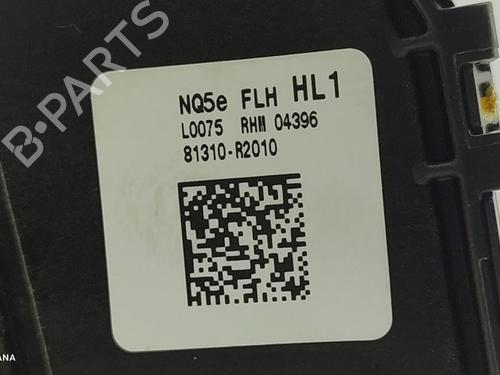 B-PARTS
NQ5e FLH HL1
L0075 RHM 04396
81310-R2010
ANA